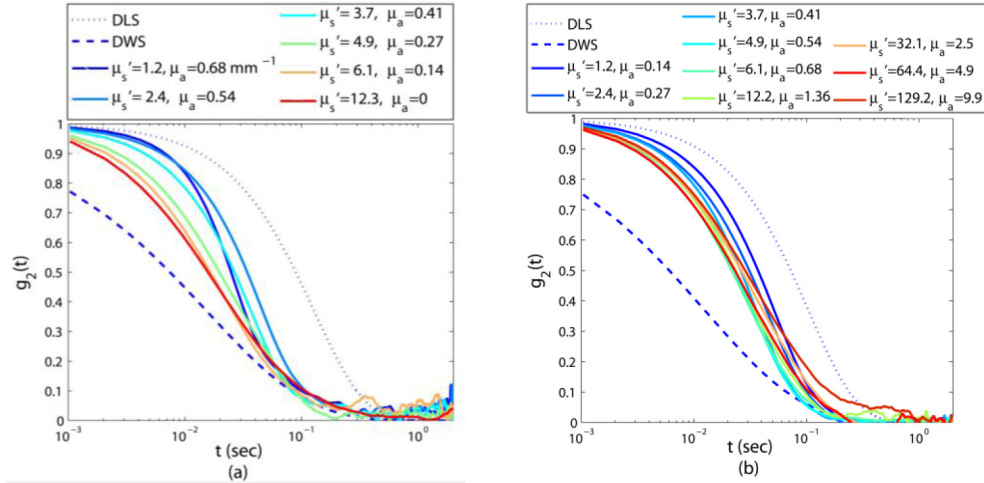 DLS
DWS
μs'=1.2, μa=0.68 mm⁻¹
μs'=2.4, μa=0.54
μs'=3.7, μa=0.41
μs'=4.9, μa=0.27
μs'=6.1, μa=0.14
μs'=12.3, μa=0
1
0.9
0.8
0.7
0.6
0.5
0.4
0.3
0.2
0.1
0
g₂(t)
10⁻³
10⁻²
10⁻¹
10⁰
t (sec)
(a)
DLS
DWS
μs'=1.2, μa=0.14
μs'=2.4, μa=0.27
μs'=3.7, μa=0.41
μs'=4.9, μa=0.54
μs'=6.1, μa=0.68
μs'=12.2, μa=1.36
μs'=32.1, μa=2.5
μs'=64.4, μa=4.9
μs'=129.2, μa=9.9
1
0.9
0.8
0.7
0.6
0.5
0.4
0.3
0.2
0.1
0
g₂(t)
10⁻³
10⁻²
10⁻¹
10⁰
t (sec)
(b)